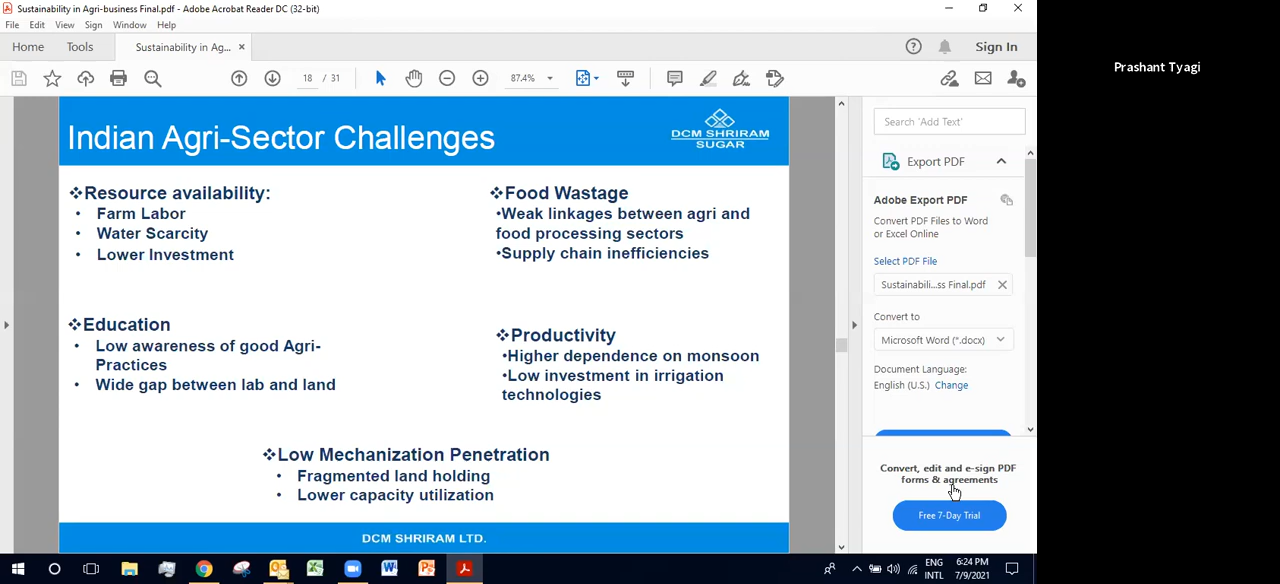 Sustainability in Agri-business Final.pdf - Adobe Acrobat Reader DC (32-bit)
File Edit View Sign Window Help
Home Tools Sustainability in Ag... × Sign In
18 / 31 87.4%
Indian Agri-Sector Challenges
DCM SHRIRAM
SUGAR
❖Resource availability:
• Farm Labor
• Water Scarcity
• Lower Investment
❖Food Wastage
•Weak linkages between agri and
food processing sectors
•Supply chain inefficiencies
❖Education
• Low awareness of good Agri-
Practices
• Wide gap between lab and land
❖Productivity
•Higher dependence on monsoon
•Low investment in irrigation
technologies
❖Low Mechanization Penetration
• Fragmented land holding
• Lower capacity utilization
DCM SHRIRAM LTD.
Search 'Add Text'
Export PDF
Adobe Export PDF
Convert PDF Files to Word
or Excel Online
Select PDF File
Sustainabili...ss Final.pdf
Convert to
Microsoft Word (*.docx)
Document Language:
English (U.S.) Change
Convert, edit and e-sign PDF
forms & agreements
Free 7-Day Trial
Prashant Tyagi
ENG
INTL
6:24 PM
7/9/2021